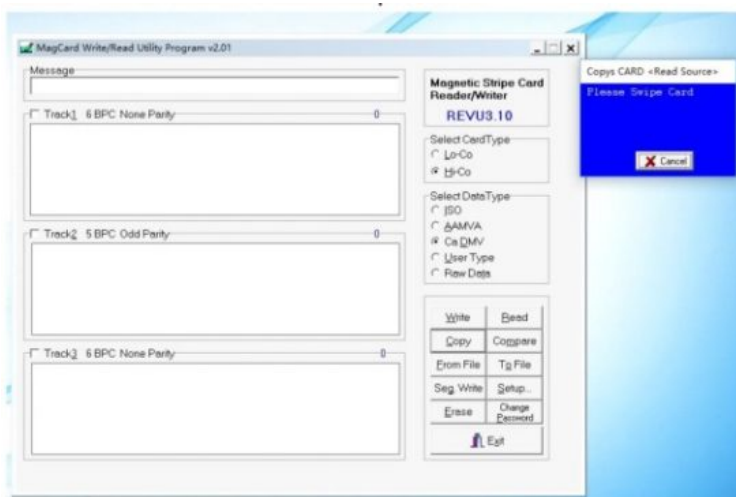 MagCard Write/Read Utility Program v2.01
Message
Track1 6 BPC None Parity 0
Track2 5 BPC Odd Parity 0
Track3 6 BPC None Parity 0
Magnetic Stripe Card
Reader/Writer
REVU3.10
Select CardType
Lo-Co
Hi-Co
Select DataType
ISO
AAMVA
Ca DMV
User Type
Raw Data
Write Read
Copy Compare
From File To File
Seg. Write Setup...
Erase Change
Password
Exit
Copys CARD <Read Source>
Please Swipe Card
Cancel